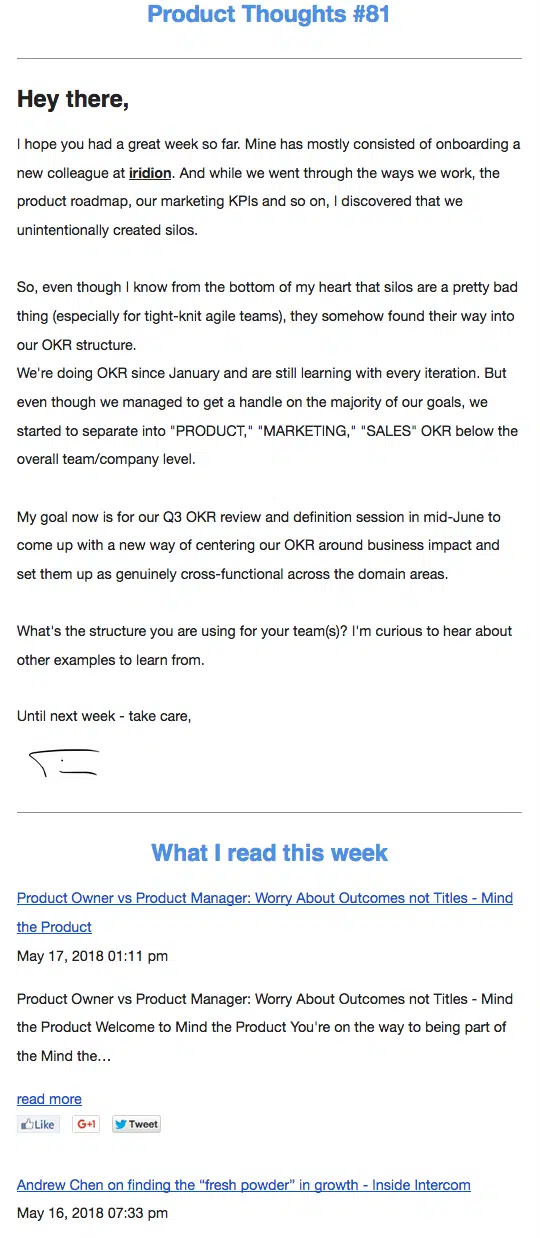 Product Thoughts #81
Hey there,
I hope you had a great week so far. Mine has mostly consisted of onboarding a
new colleague at iridion. And while we went through the ways we work, the
product roadmap, our marketing KPIs and so on, I discovered that we
unintentionally created silos.
So, even though I know from the bottom of my heart that silos are a pretty bad
thing (especially for tight-knit agile teams), they somehow found their way into
our OKR structure.
We're doing OKR since January and are still learning with every iteration. But
even though we managed to get a handle on the majority of our goals, we
started to separate into "PRODUCT," "MARKETING," "SALES" OKR below the
overall team/company level.
My goal now is for our Q3 OKR review and definition session in mid-June to
come up with a new way of centering our OKR around business impact and
set them up as genuinely cross-functional across the domain areas.
What's the structure you are using for your team(s)? I'm curious to hear about
other examples to learn from.
Until next week - take care,
What I read this week
Product Owner vs Product Manager: Worry About Outcomes not Titles - Mind
the Product
May 17, 2018 01:11 pm
Product Owner vs Product Manager: Worry About Outcomes not Titles - Mind
the Product Welcome to Mind the Product You're on the way to being part of
the Mind the…
read more
Like G+1 Tweet
Andrew Chen on finding the “fresh powder” in growth - Inside Intercom
May 16, 2018 07:33 pm